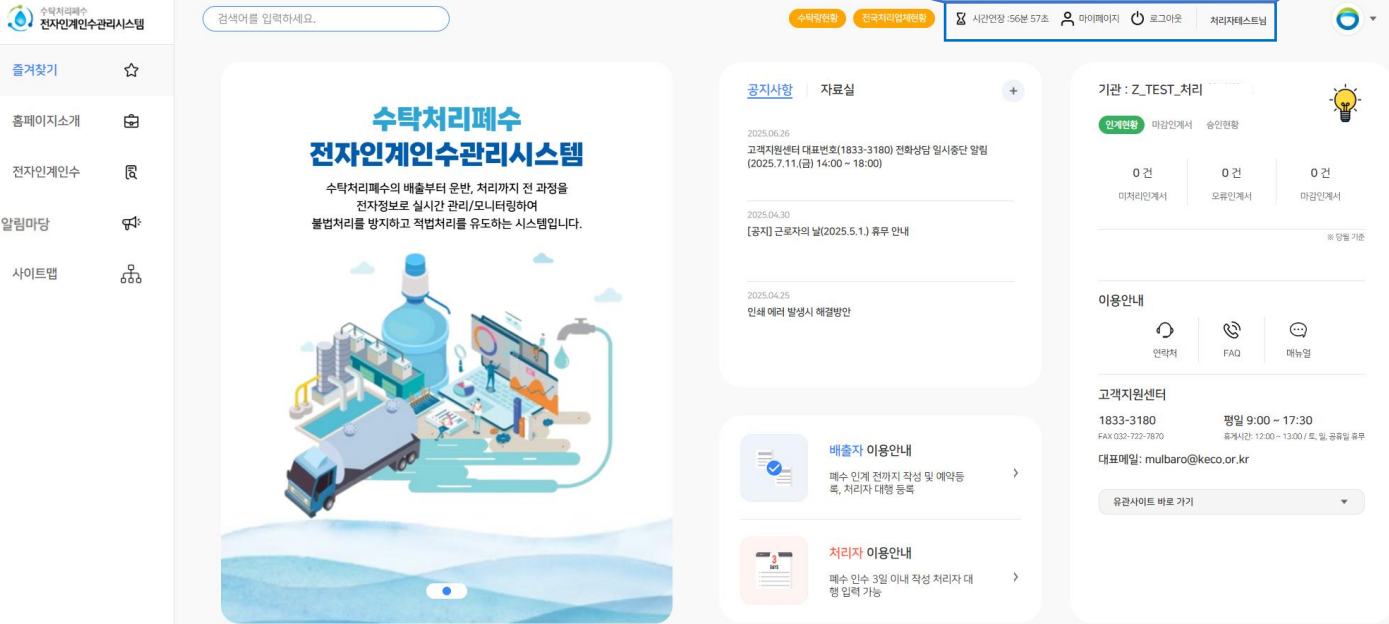 수탁처리폐수
전자인계인수관리시스템
검색어를 입력하세요.
수탁량현황
전국처리업체현황
시간연장 :56분 57초
마이페이지
로그아웃
처리자테스트님
즐겨찾기
홈페이지소개
전자인계인수
알림마당
사이트맵
수탁처리폐수
전자인계인수관리시스템
수탁처리폐수의 배출부터 운반, 처리까지 전 과정을
전자정보로 실시간 관리/모니터링하여
불법처리를 방지하고 적법처리를 유도하는 시스템입니다.
공지사항
자료실
+
2025.06.26
고객지원센터 대표번호(1833-3180) 전화상담 일시중단 알림
(2025.7.11.(금) 14:00 ~ 18:00)
2025.04.30
[공지] 근로자의 날(2025.5.1.) 휴무 안내
2025.04.25
인쇄 에러 발생시 해결방안
배출자 이용안내
폐수 인계 전까지 작성 및 예약등
록, 처리자 대행 등록
3
DAYS
처리자 이용안내
폐수 인수 3일 이내 작성 처리자 대
행 입력 가능
기관 : Z_TEST_처리
인계현황
마감인계서
승인현황
0 건
0 건
0 건
미처리인계서
오류인계서
마감인계서
※ 당월 기준
이용안내
연락처
FAQ
매뉴얼
고객지원센터
1833-3180
평일 9:00 ~ 17:30
FAX 032-722-7870
휴게시간: 12:00 ~ 13:00 / 토, 일, 공휴일 휴무
대표메일: mulbaro@keco.or.kr
유관사이트 바로 가기